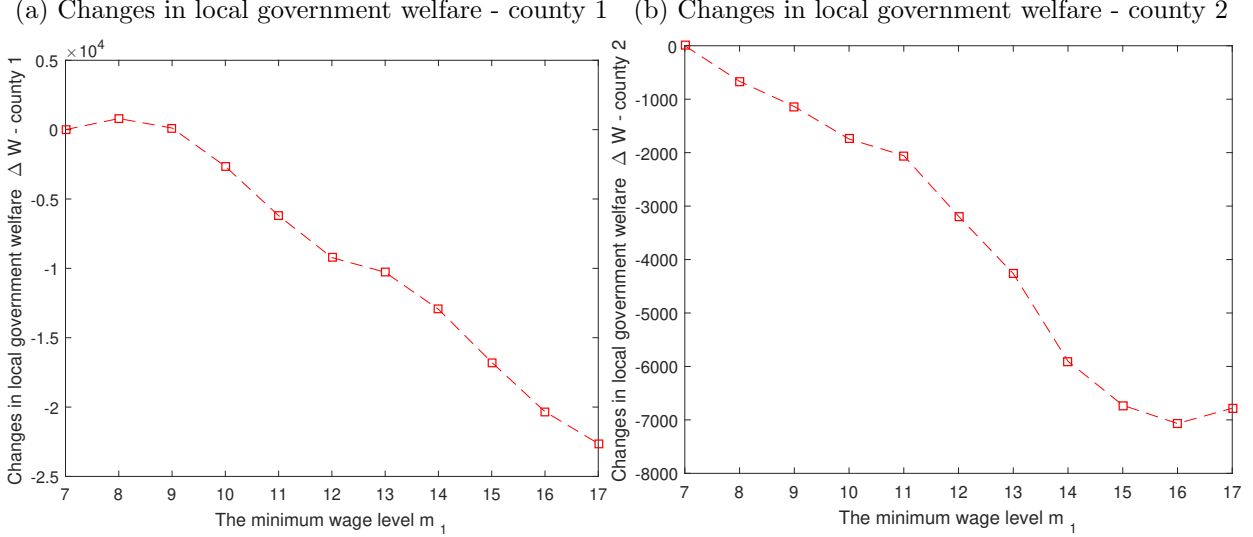 (a) Changes in local government welfare - county 1
(b) Changes in local government welfare - county 2
×10^4
0.5
0
-0.5
-1
-1.5
-2
-2.5
Changes in local government welfare Δ W - county 1
7 8 9 10 11 12 13 14 15 16 17
The minimum wage level m_1
0
-1000
-2000
-3000
-4000
-5000
-6000
-7000
-8000
Changes in local government welfare Δ W - county 2
7 8 9 10 11 12 13 14 15 16 17
The minimum wage level m_1